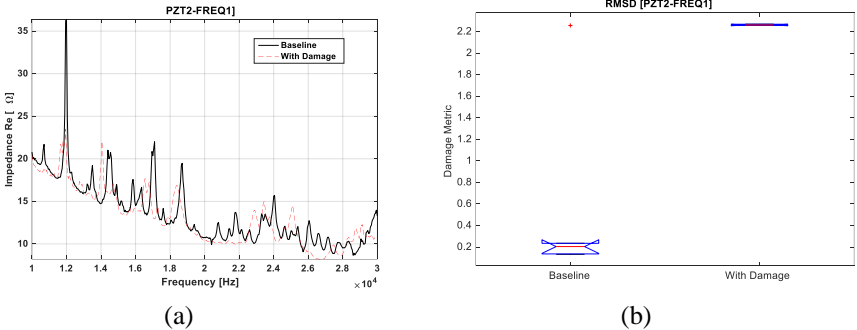 PZT2-FREQ1]
Impedance Re [ Ω]
35
30
25
20
15
10
Baseline
With Damage
1 0 1.2 1.4 1.6 1.8 2 0 2.2 2.4 2.6 2.8 3 0
×10⁴
Frequency [Hz]
(a)
RMSD [PZT2-FREQ1]
Damage Metric
2.2
2
1.8
1.6
1.4
1.2
1
0.8
0.6
0.4
0.2
Baseline With Damage
(b)